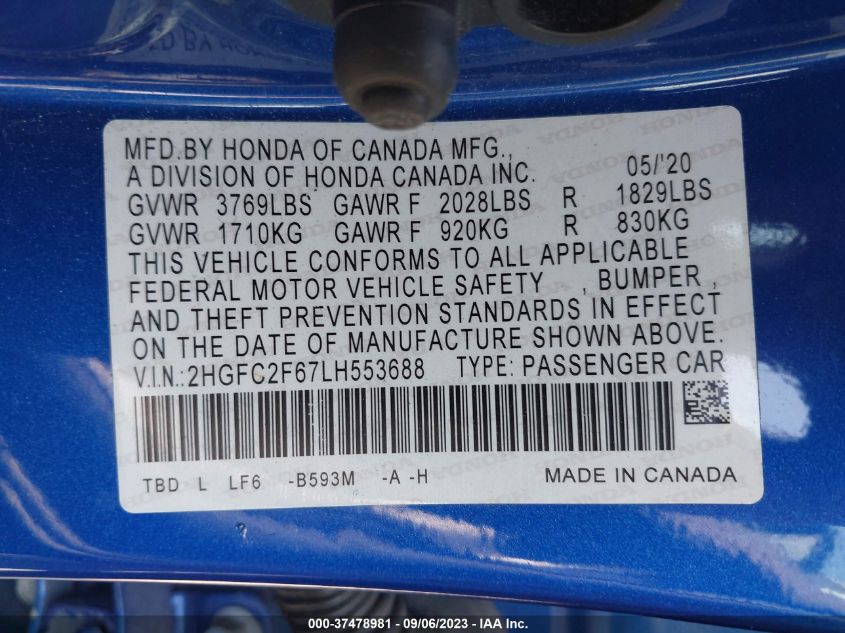 MFD.BY HONDA OF CANADA MFG.,
A DIVISION OF HONDA CANADA INC. 05/'20
GVWR 3769LBS GAWR F 2028LBS R 1829LBS
GVWR 1710KG GAWR F 920KG R 830KG
THIS VEHICLE CONFORMS TO ALL APPLICABLE
FEDERAL MOTOR VEHICLE SAFETY , BUMPER ,
AND THEFT PREVENTION STANDARDS IN EFFECT
ON THE DATE OF MANUFACTURE SHOWN ABOVE.
V.I.N.:2HGFC2F67LH553688 TYPE: PASSENGER CAR
TBD L LF6 -B593M -A -H MADE IN CANADA
000-37478981 - 09/06/2023 - IAA Inc.